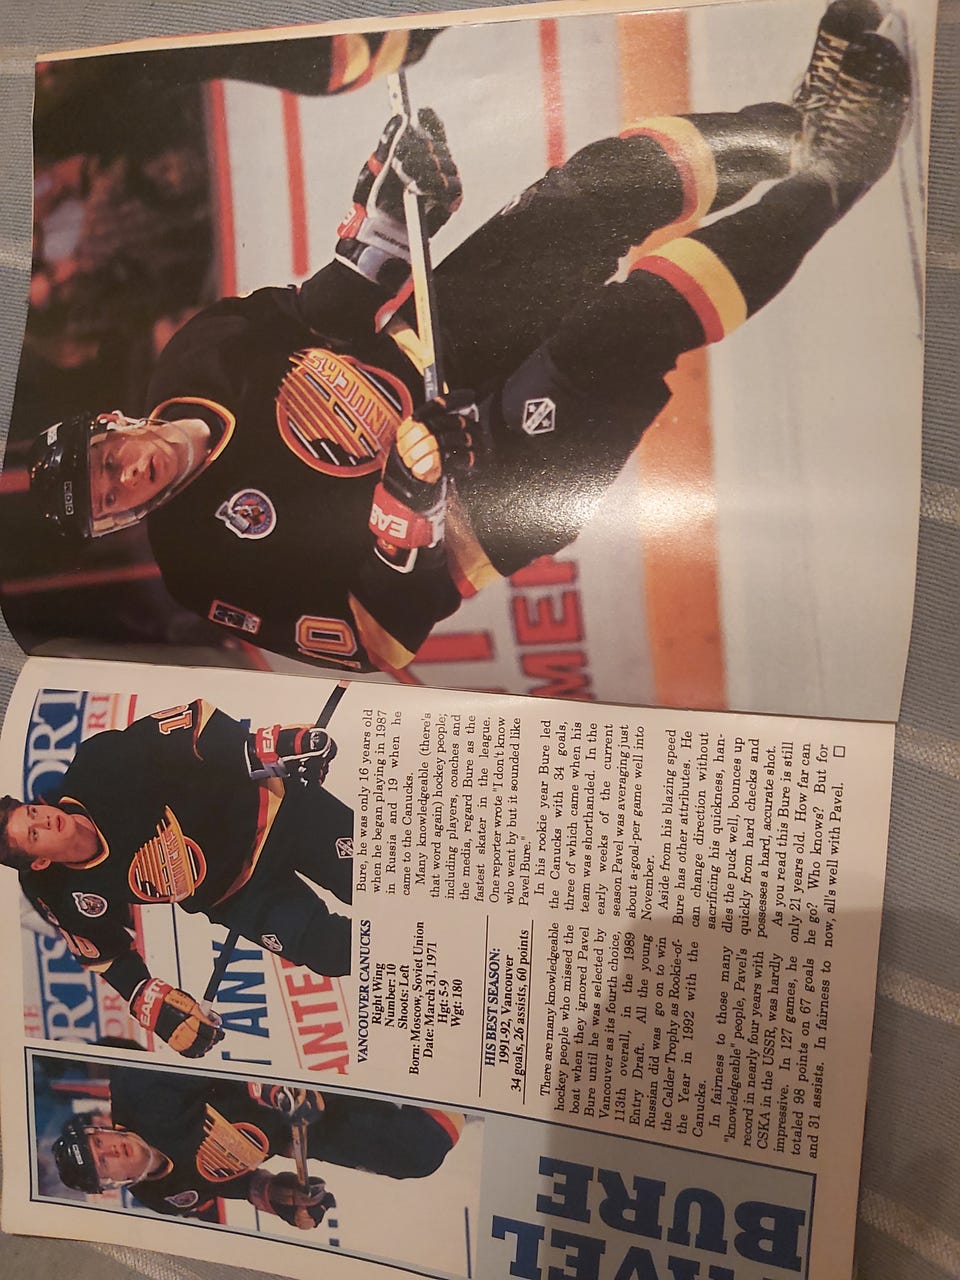 AVEL
BURE
VANCOUVER CANUCKS
Right Wing
Number: 10
Shoots: Left
Born: Moscow, Soviet Union
Date: March 31, 1971
Hgt: 5-9
Wgt: 180
HIS BEST SEASON:
1991-92, Vancouver
34 goals, 26 assists, 60 points
There are many knowledgeable
hockey people who missed the
boat when they ignored Pavel
Bure until he was selected by
Vancouver as its fourth choice,
113th overall, in the 1989
Entry Draft. All the young
Russian did was go on to win
the Calder Trophy as Rookie-of-
the Year in 1992 with the
Canucks.
In fairness to those many
"knowledgeable" people, Pavel's
record in nearly four years with
CSKA in the USSR, was hardly
impressive. In 127 games, he
totaled 98 points on 67 goals
and 31 assists. In fairness to
Bure, he was only 16 years old
when he began playing in 1987
in Russia and 19 when he
came to the Canucks.
Many knowledgeable (there's
that word again) hockey people;
including players, coaches and
the media, regard Bure as the
fastest skater in the league.
One reporter wrote "I don't know
who went by but it sounded like
Pavel Bure."
In his rookie year Bure led
the Canucks with 34 goals,
three of which came when his
team was shorthanded. In the
early weeks of the current
season Pavel was averaging just
about a-goal-per game well into
November.
Aside from his blazing speed
Bure has other attributes. He
can change direction without
sacrificing his quickness, han-
dles the puck well, bounces up
quickly from hard checks and
possesses a hard, accurate shot.
As you read this Bure is still
only 21 years old. How far can
he go? Who knows? But for
now, all's well with Pavel.
CCM
10
EAS
MER
ORT
RTS
ANY
ANTE
EASTO
EA